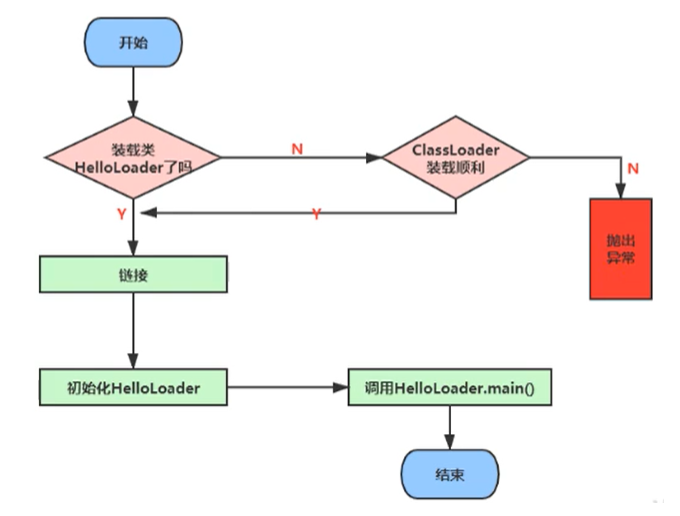 开始
装载类
HelloLoader了吗
N
ClassLoader
装载顺利
N
Y
Y
抛出
异常
链接
初始化HelloLoader
调用HelloLoader.main()
结束